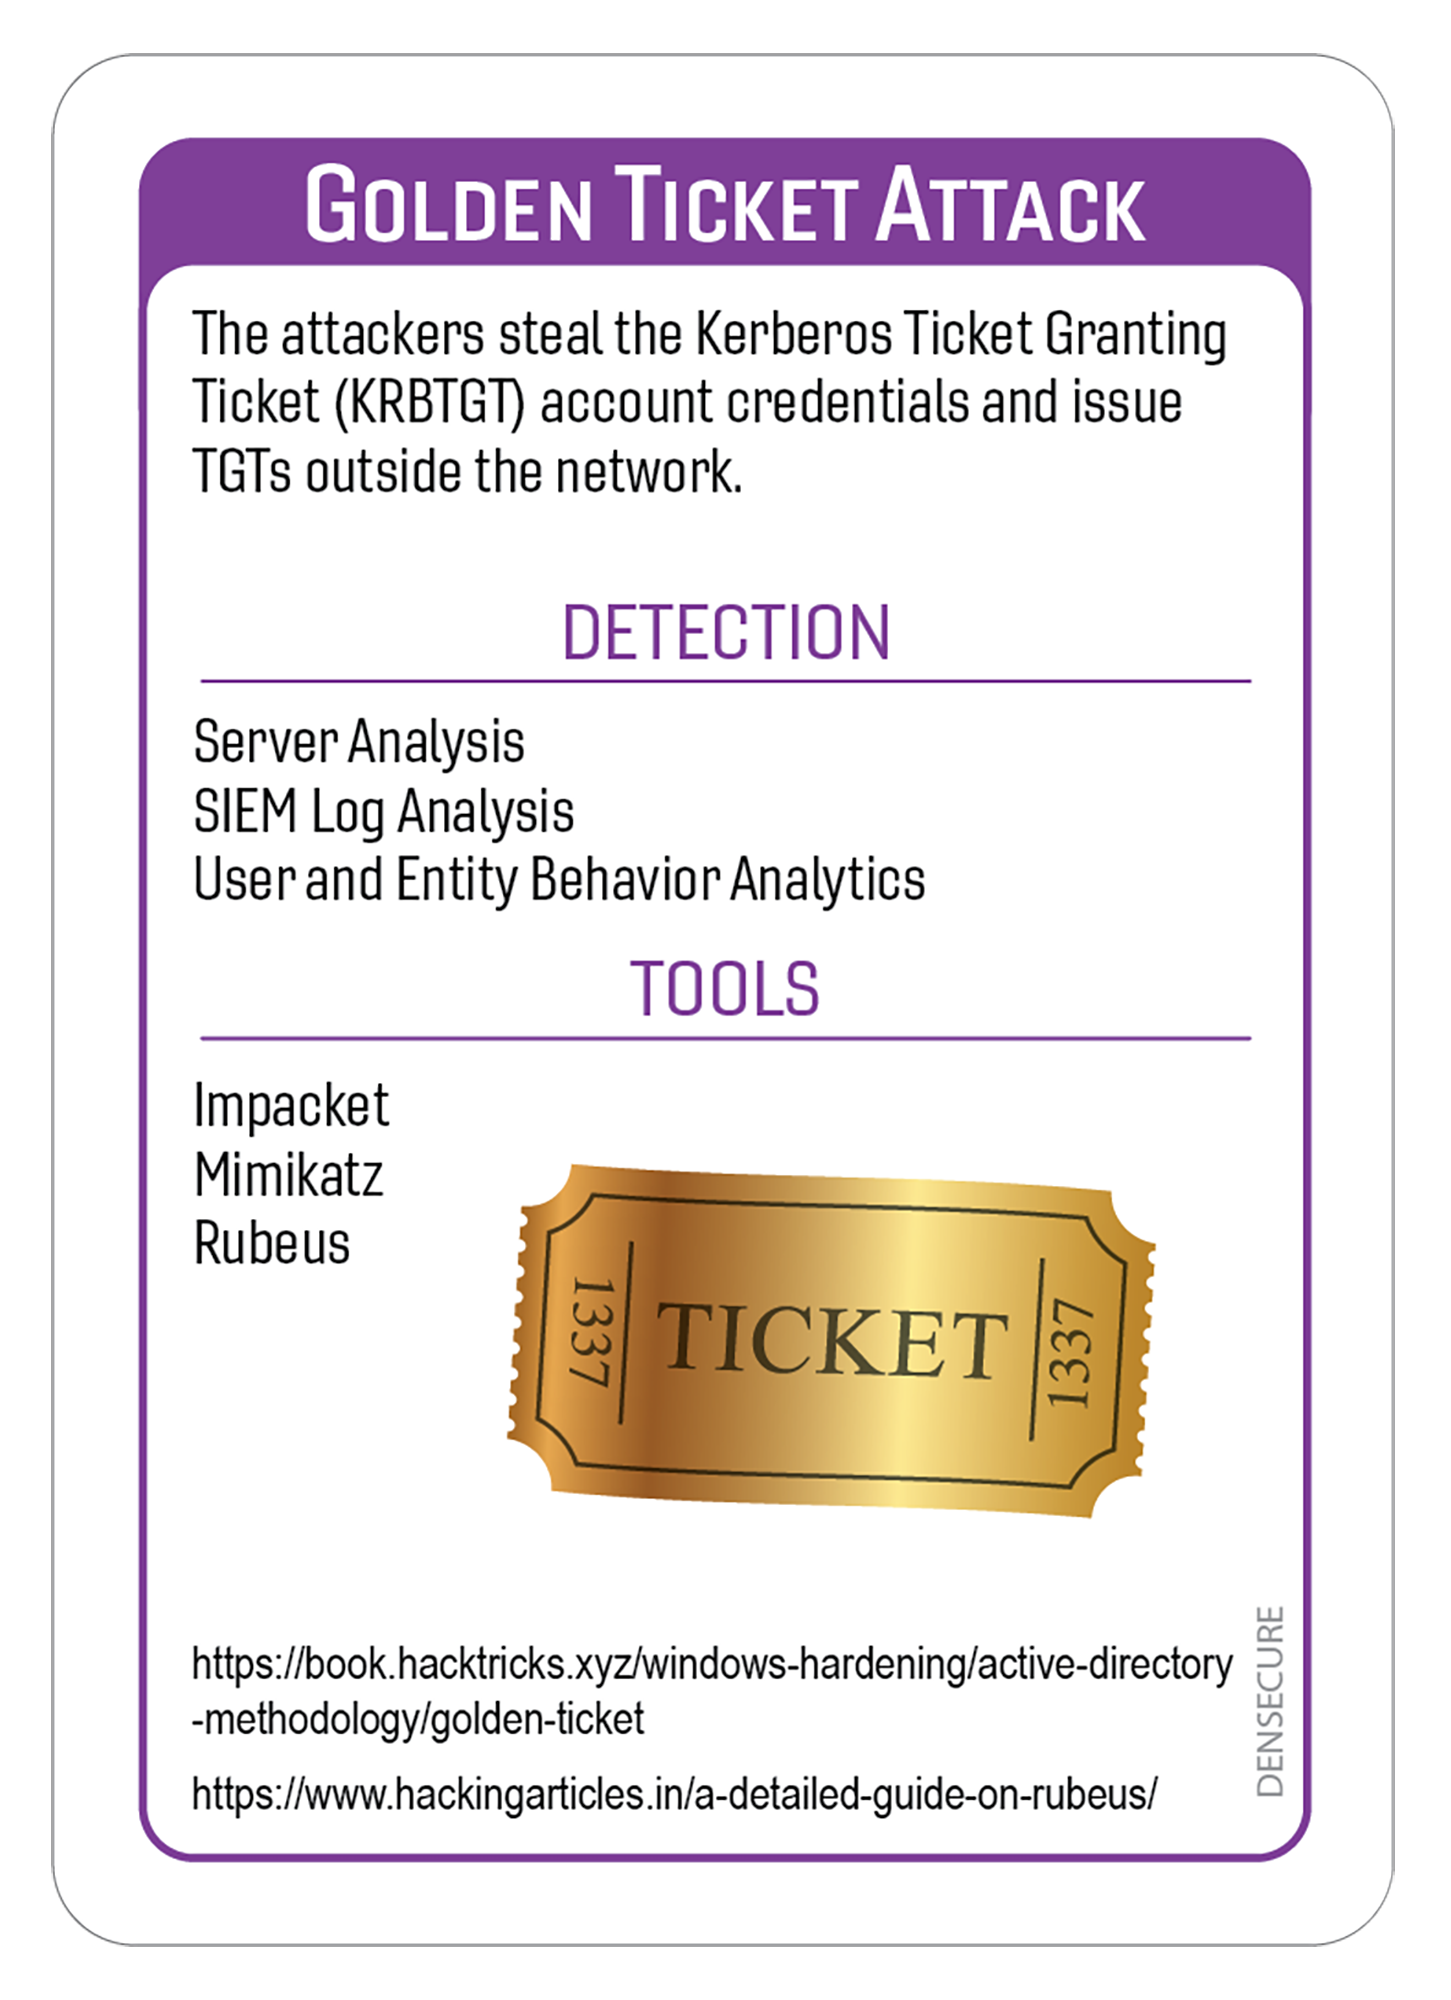 Golden Ticket Attack
The attackers steal the Kerberos Ticket Granting
Ticket (KRBTGT) account credentials and issue
TGTs outside the network.
DETECTION
Server Analysis
SIEM Log Analysis
User and Entity Behavior Analytics
TOOLS
Impacket
Mimikatz
Rubeus
1337
TICKET
1337
https://book.hacktricks.xyz/windows-hardening/active-directory
-methodology/golden-ticket
https://www.hackingarticles.in/a-detailed-guide-on-rubeus/
DENSECURE